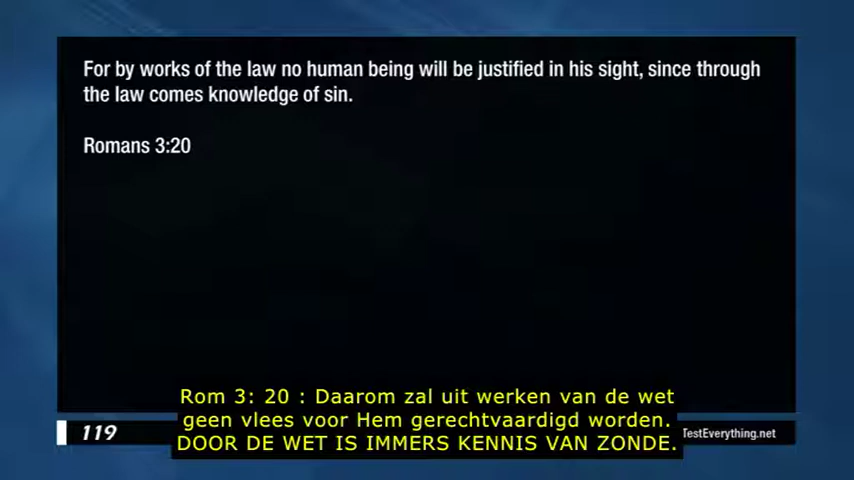 For by works of the law no human being will be justified in his sight, since through
the law comes knowledge of sin.
Romans 3:20
Rom 3: 20 : Daarom zal uit werken van de wet
geen vlees voor Hem gerechtvaardigd worden.
DOOR DE WET IS IMMERS KENNIS VAN ZONDE.
119
TestEverything.net